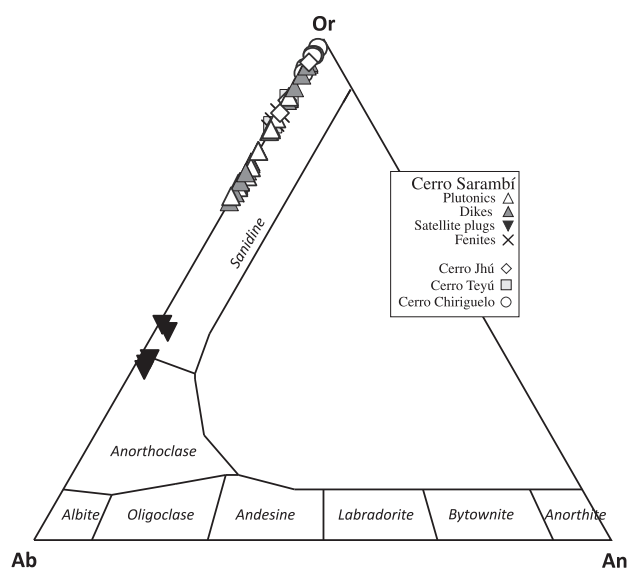 Or
Cerro Sarambí
Plutonics
Dikes
Satellite plugs
Fenites
Cerro Jhú
Cerro Teyú
Cerro Chiriguelo
Sanidine
Anorthoclase
Albite
Oligoclase
Andesine
Labradorite
Bytownite
Anorthite
Ab
An